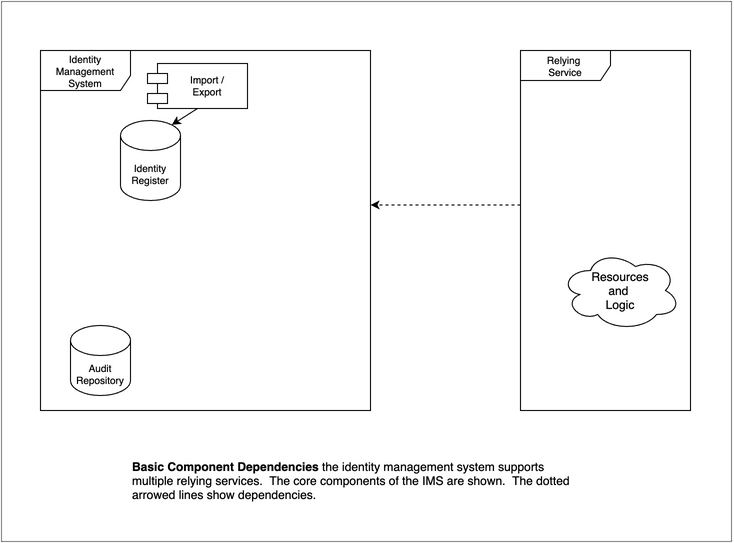 Identity
Management
System
Import /
Export
Identity
Register
Audit
Repository
Relying
Service
Resources
and
Logic
Basic Component Dependencies the identity management system supports
multiple relying services.  The core components of the IMS are shown.  The dotted
arrowed lines show dependencies.